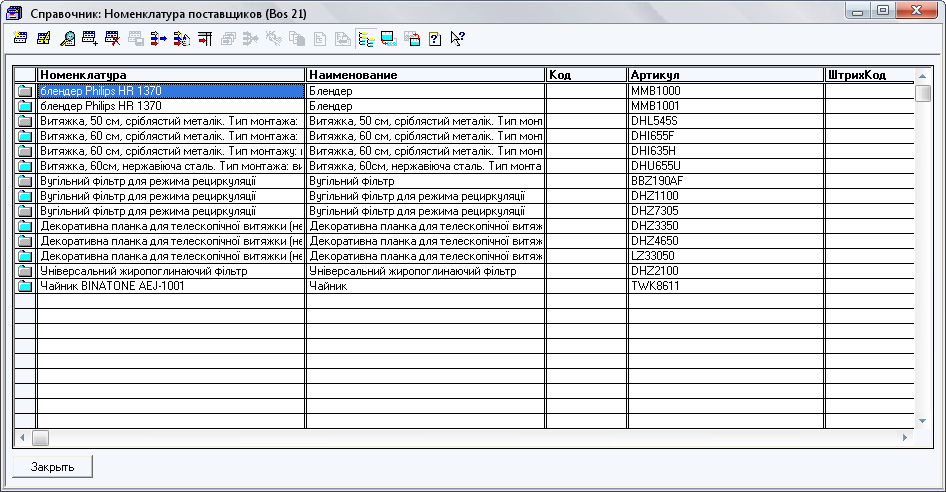 Справочник: Номенклатура поставщиков (Bos 21)
Номенклатура Наименование Код Артикул ШтрихКод
блендер Philips HR 1370 Блендер MMB1000
блендер Philips HR 1370 Блендер MMB1001
Витяжка, 50 см, сріблястий металік. Тип монтажа: Витяжка, 50 см, сріблястий металік. Тип монт DHL545S
Витяжка, 60 см, сріблястий металік. Тип монтажа: Витяжка, 60 см, сріблястий металік. Тип монт DHI655F
Витяжка, 60 см, сріблястий металік. Тип монтажу: Витяжка, 60 см, сріблястий металік. Тип монт DHI635H
Витяжка, 60см, нержавіюча сталь. Тип монтажа: ви Витяжка, 60см, нержавіюча сталь. Тип монта DHU655U
Вугільний фільтр для режима рециркуляції Вугільний фільтр BBZ190AF
Вугільний фільтр для режима рециркуляції Вугільний фільтр для режима рециркуляції DHZ1100
Вугільний фільтр для режима рециркуляції Вугільний фільтр для режима рециркуляції DHZ7305
Декоративна планка для телескопічної витяжки (не Декоративна планка для телескопічної витяж DHZ3350
Декоративна планка для телескопічної витяжки (не Декоративна планка для телескопічної витяж DHZ4650
Декоративна планка для телескопічної витяжки (не Декоративна планка для телескопічної витяж LZ33050
Універсальний жиропоглинаючий фільтр Універсальний жиропоглинаючий фільтр DHZ2100
Чайник BINATONE AEJ-1001 Чайник TWK8611
Закрыть